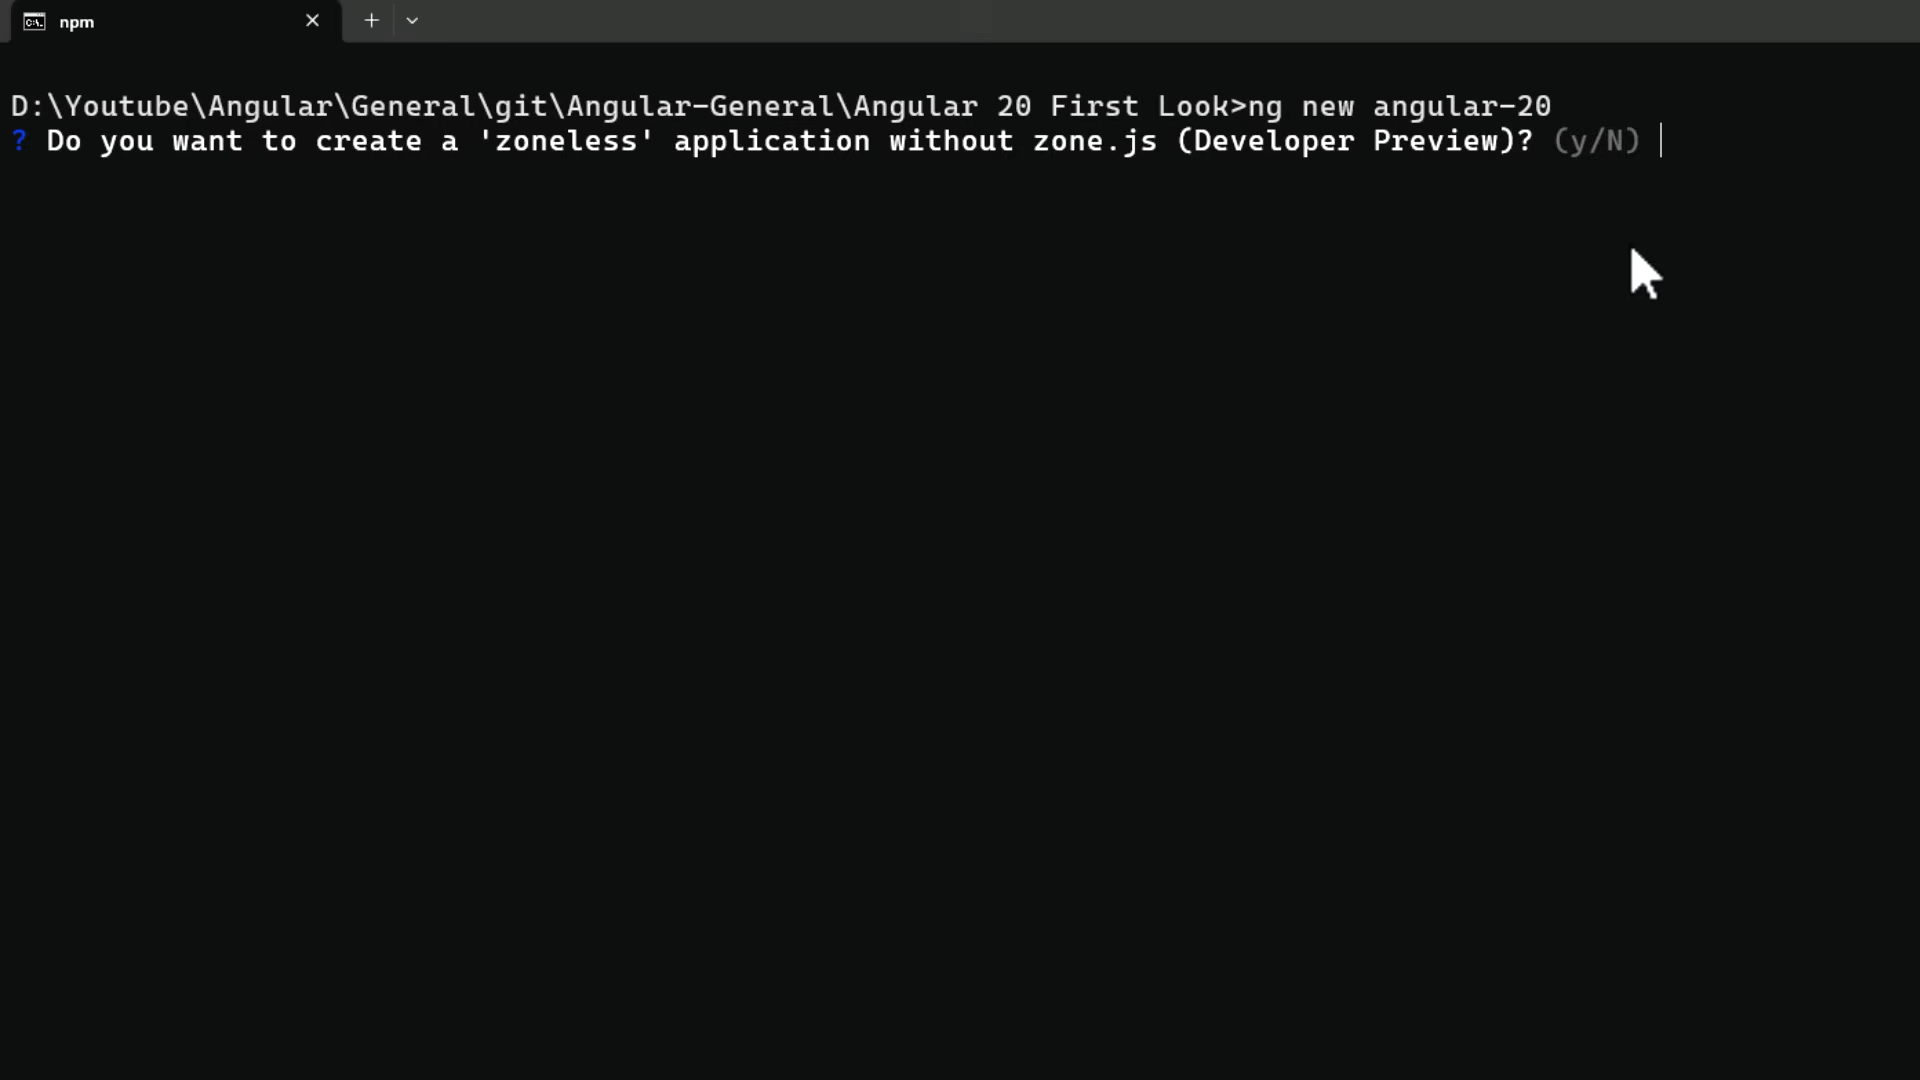 npm
D:\Youtube\Angular\General\git\Angular-General\Angular 20 First Look>ng new angular-20
? Do you want to create a 'zoneless' application without zone.js (Developer Preview)? (y/N)